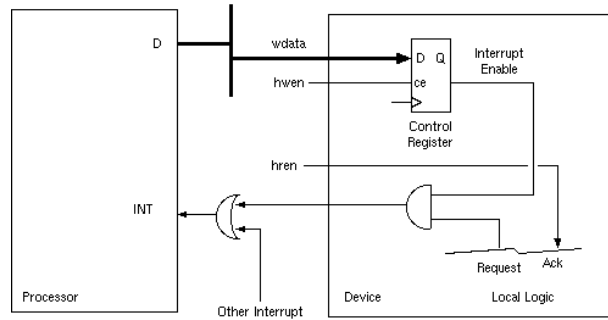 D
wdata
D Q
Interrupt
Enable
hwen
ce
Control
Register
hren
INT
Request
Ack
Processor
Other Interrupt
Device
Local Logic